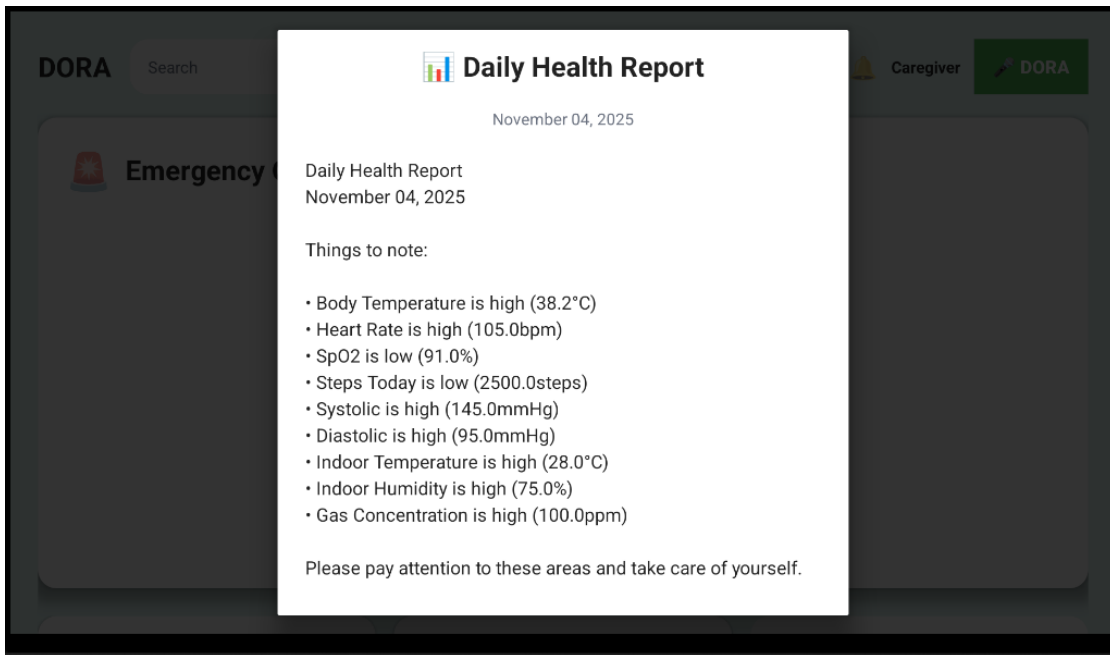 DORA
Search
Caregiver
DORA
Emergency
Daily Health Report
November 04, 2025
Daily Health Report
November 04, 2025
Things to note:
• Body Temperature is high (38.2°C)
• Heart Rate is high (105.0bpm)
• SpO2 is low (91.0%)
• Steps Today is low (2500.0steps)
• Systolic is high (145.0mmHg)
• Diastolic is high (95.0mmHg)
• Indoor Temperature is high (28.0°C)
• Indoor Humidity is high (75.0%)
• Gas Concentration is high (100.0ppm)
Please pay attention to these areas and take care of yourself.